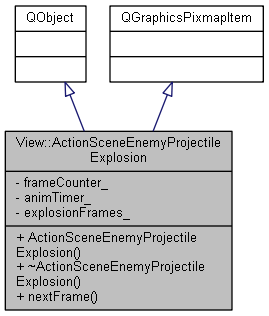 QObject
QGraphicsPixmapItem
View::ActionSceneEnemyProjectile
Explosion
- frameCounter_
- animTimer_
- explosionFrames_
+ ActionSceneEnemyProjectile
Explosion()
+ ~ActionSceneEnemyProjectile
Explosion()
+ nextFrame()